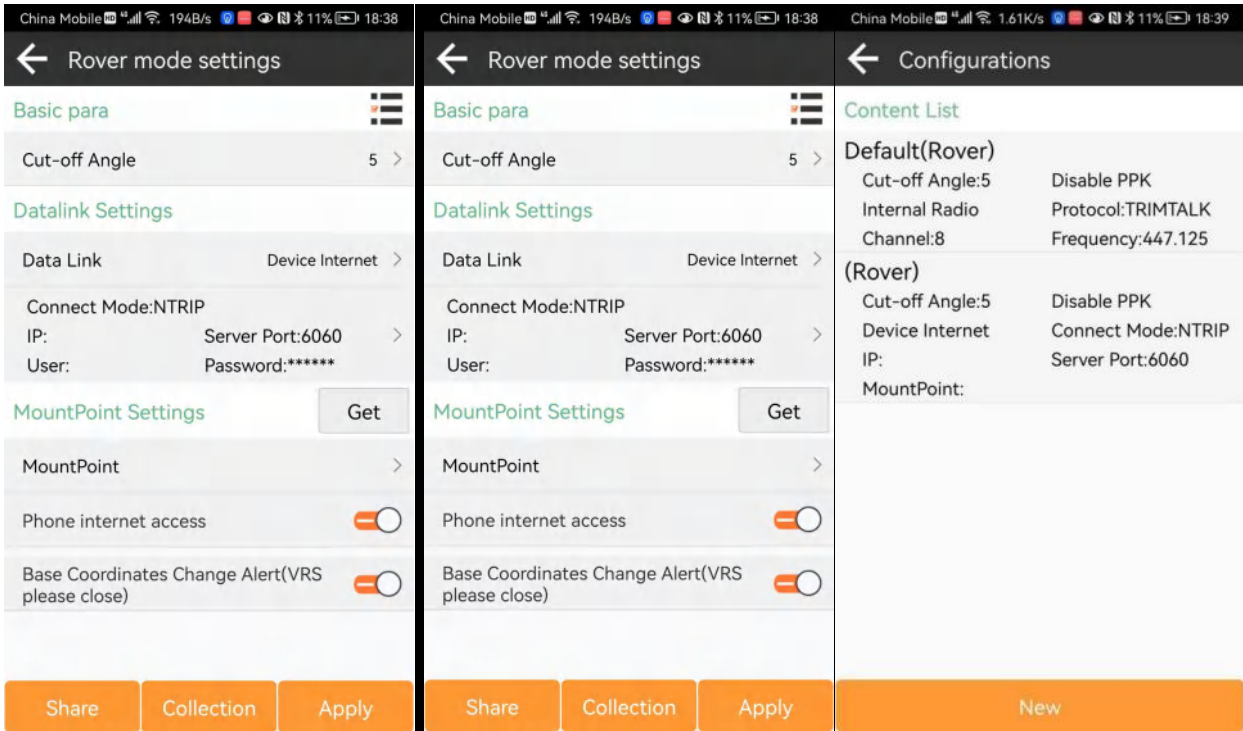 China Mobile HD 4G 194B/s 11% 18:38
Rover mode settings
Basic para
Cut-off Angle 5 >
Datalink Settings
Data Link Device Internet >
Connect Mode:NTRIP
IP: Server Port:6060 >
User: Password:******
MountPoint Settings Get
MountPoint >
Phone internet access
Base Coordinates Change Alert(VRS
please close)
Share Collection Apply
China Mobile HD 4G 194B/s 11% 18:38
Rover mode settings
Basic para
Cut-off Angle 5 >
Datalink Settings
Data Link Device Internet >
Connect Mode:NTRIP
IP: Server Port:6060 >
User: Password:******
MountPoint Settings Get
MountPoint >
Phone internet access
Base Coordinates Change Alert(VRS
please close)
Share Collection Apply
China Mobile HD 4G 1.61K/s 11% 18:39
Configurations
Content List
Default(Rover)
Cut-off Angle:5 Disable PPK
Internal Radio Protocol:TRIMTALK
Channel:8 Frequency:447.125
(Rover)
Cut-off Angle:5 Disable PPK
Device Internet Connect Mode:NTRIP
IP: Server Port:6060
MountPoint:
New